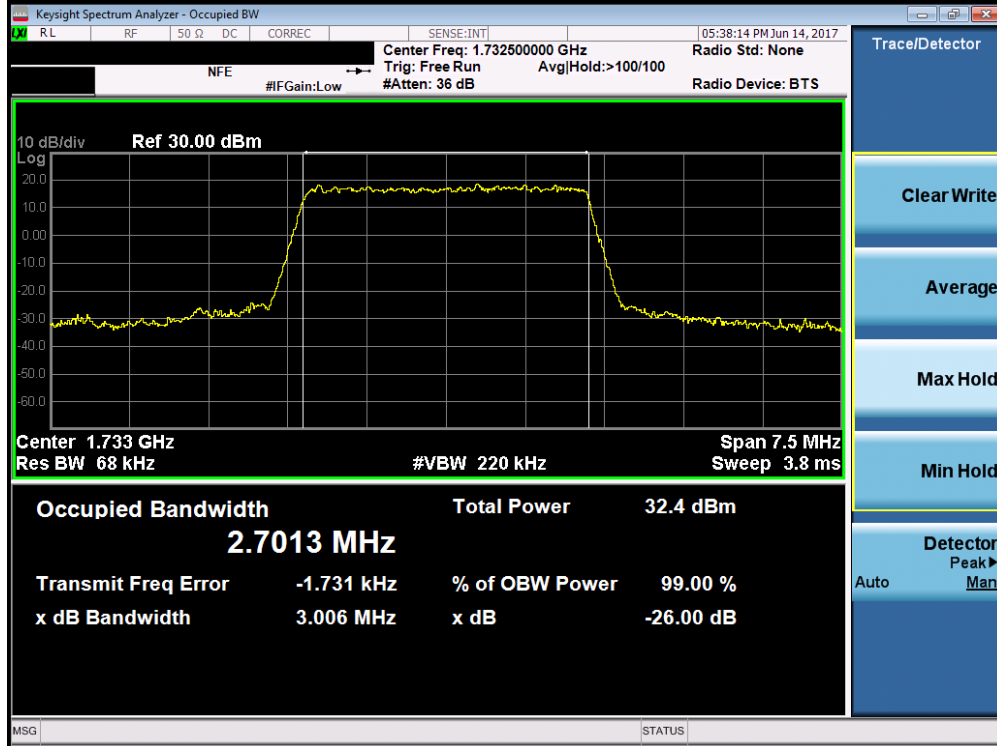 Keysight Spectrum Analyzer - Occupied BW
LXI RL RF 50 Ω DC CORREC SENSE:INT 05:38:14 PM Jun 14, 2017
Center Freq: 1.732500000 GHz Radio Std: None
NFE Trig: Free Run Avg|Hold:>100/100
#IFGain:Low #Atten: 36 dB Radio Device: BTS
10 dB/div Ref 30.00 dBm
Log
20.0
10.0
0.00
-10.0
-20.0
-30.0
-40.0
-50.0
-60.0
Center 1.733 GHz Span 7.5 MHz
Res BW 68 kHz #VBW 220 kHz Sweep 3.8 ms
Occupied Bandwidth Total Power 32.4 dBm
2.7013 MHz
Transmit Freq Error -1.731 kHz % of OBW Power 99.00 %
x dB Bandwidth 3.006 MHz x dB -26.00 dB
MSG STATUS
Trace/Detector
Clear Write
Average
Max Hold
Min Hold
Detector
Peak▶
Auto Man